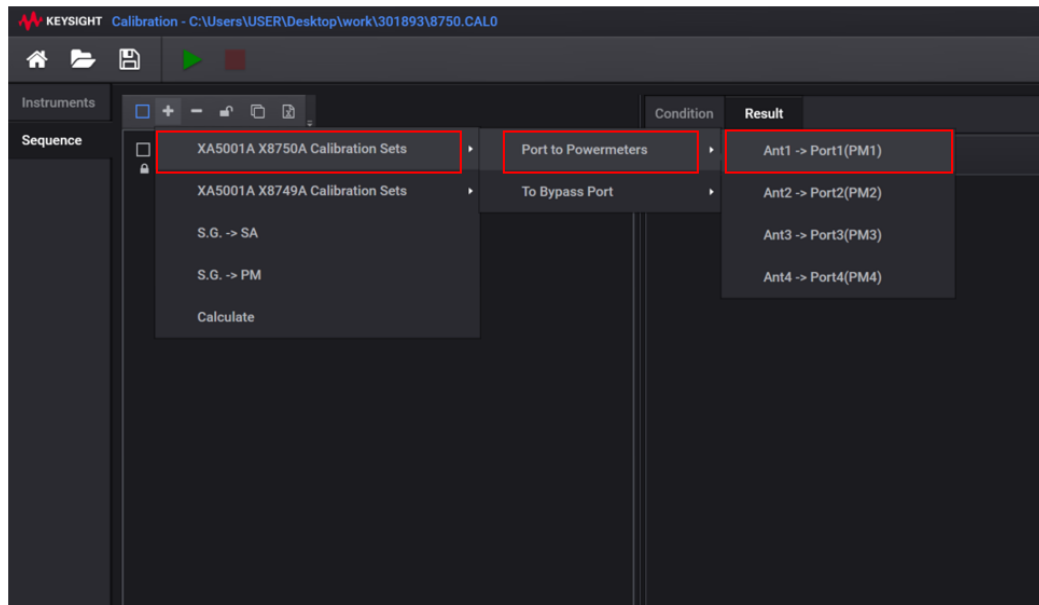 KEYSIGHT Calibration - C:\Users\USER\Desktop\work\301893\8750.CAL0
Instruments
Sequence
Condition Result
XA5001A X8750A Calibration Sets
XA5001A X8749A Calibration Sets
S.G. -> SA
S.G. -> PM
Calculate
Port to Powermeters
To Bypass Port
Ant1 -> Port1(PM1)
Ant2 -> Port2(PM2)
Ant3 -> Port3(PM3)
Ant4 -> Port4(PM4)